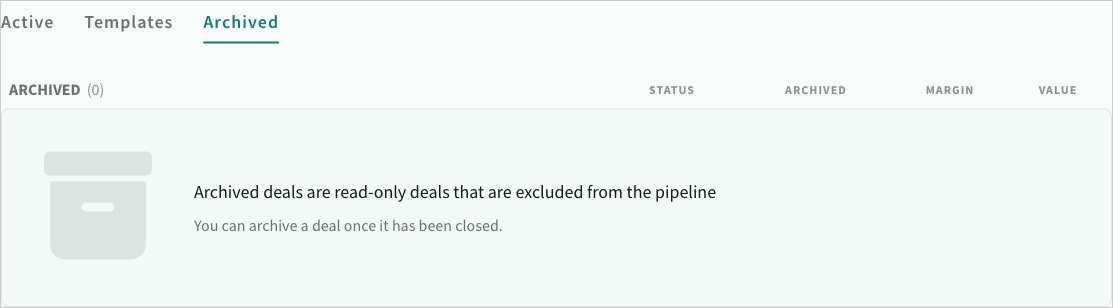 Active Templates Archived
ARCHIVED (0) STATUS ARCHIVED MARGIN VALUE
Archived deals are read-only deals that are excluded from the pipeline
You can archive a deal once it has been closed.